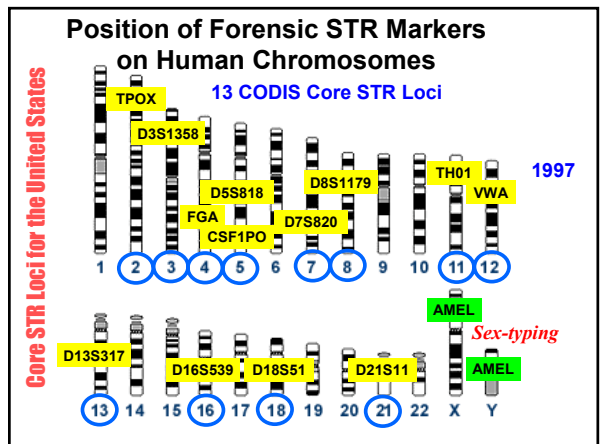 Position of Forensic STR Markers
on Human Chromosomes
13 CODIS Core STR Loci
Core STR Loci for the United States
1997
TPOX
D3S1358
D5S818
FGA
CSF1PO
D7S820
D8S1179
TH01
VWA
1 2 3 4 5 6 7 8 9 10 11 12
AMEL
Sex-typing
D13S317
D16S539
D18S51
D21S11
AMEL
13 14 15 16 17 18 19 20 21 22 X Y